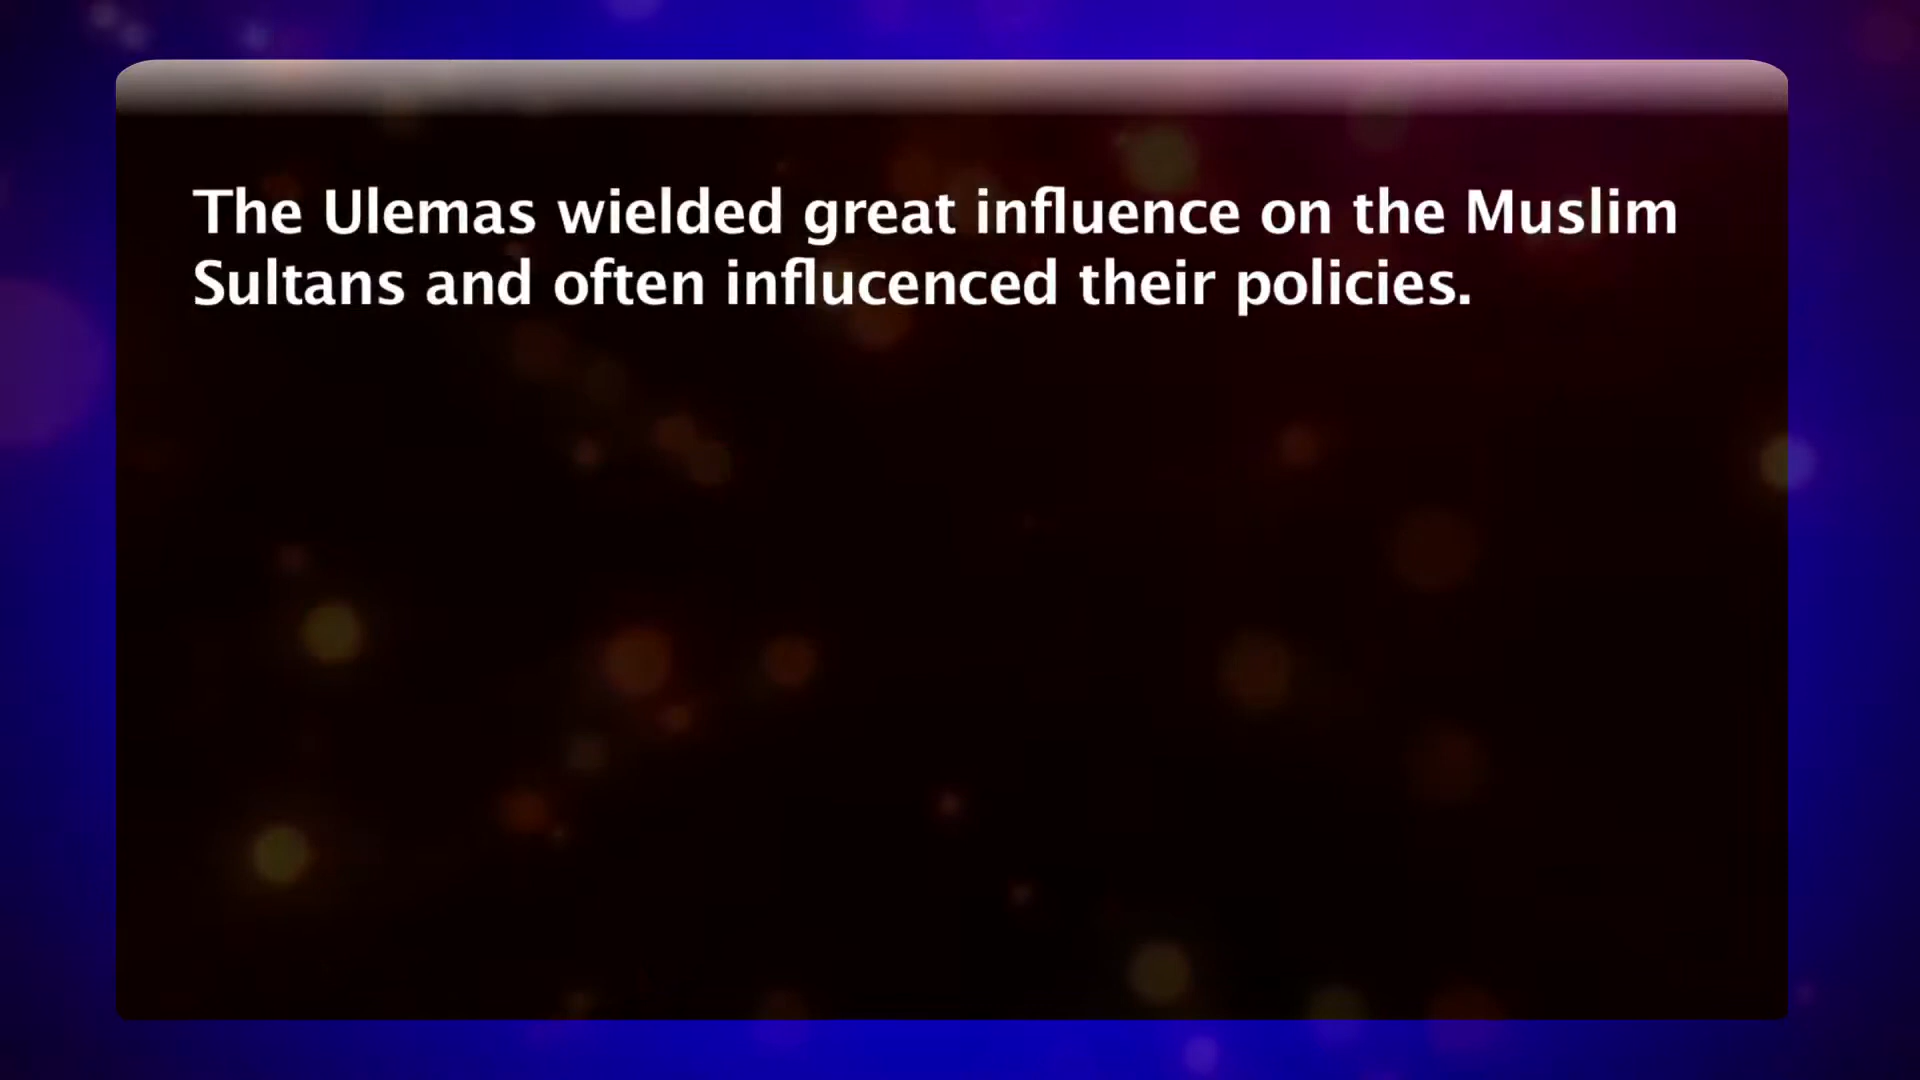 The Ulemas wielded great influence on the Muslim
Sultans and often influcenced their policies.